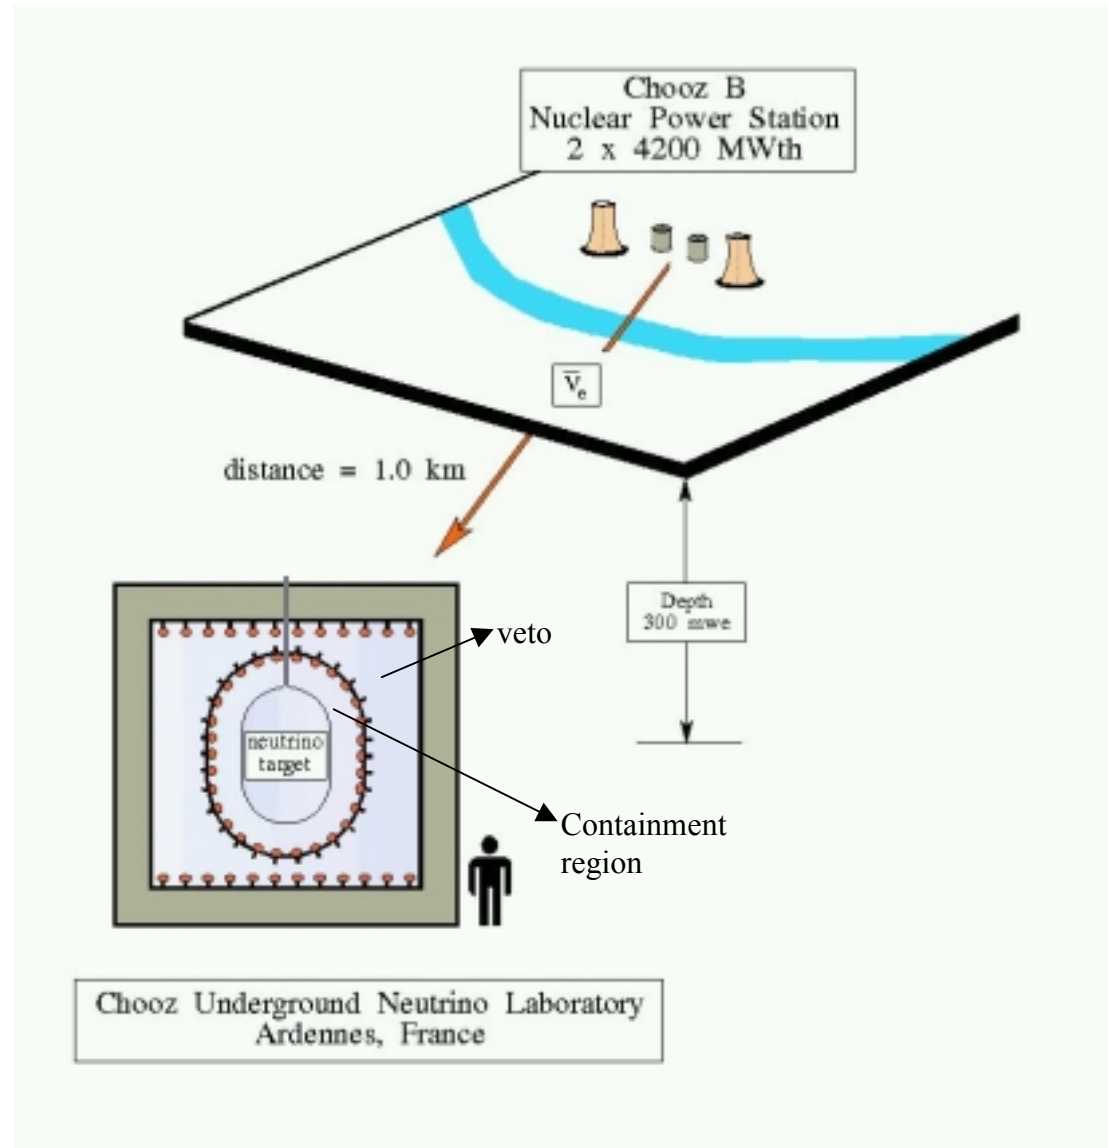 Chooz B
Nuclear Power Station
2 x 4200 MWth
ν̅e
distance = 1.0 km
Depth
300 mwe
veto
neutrino
target
Containment
region
Chooz Underground Neutrino Laboratory
Ardennes, France